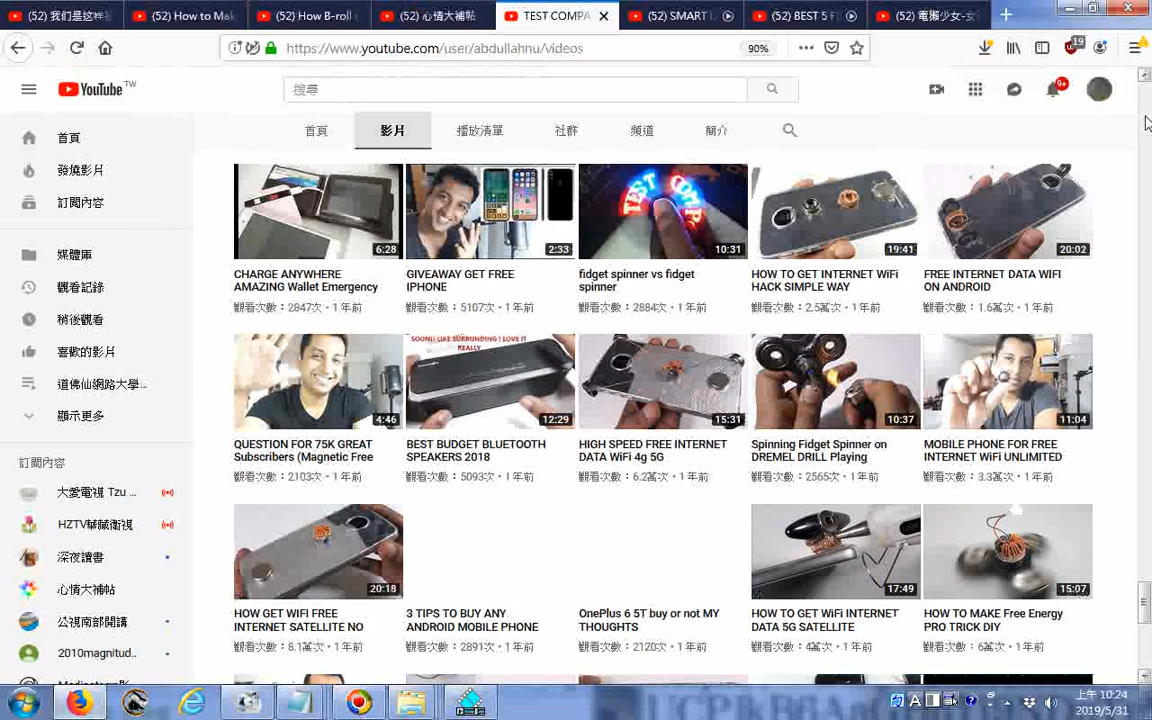 (52) 我们是这样
(52) How to Mak
(52) How B-roll
(52) 心情大補帖
TEST COMPA
(52) SMART
(52) BEST 5 F
(52) 電獺少女-女
https://www.youtube.com/user/abdullahnu/videos
90%
19
YouTube TW
搜尋
9+
首頁
影片
播放清單
社群
頻道
簡介
首頁
發燒影片
訂閱內容
媒體庫
觀看記錄
稍後觀看
喜歡的影片
道佛仙網路大學...
顯示更多
訂閱內容
大愛電視 Tzu ...
HZTV華藏衛視
深夜讀書
心情大補帖
公視南部開講
2010magnitud..
TEST COMP
SOUND LIKE SURROUNDING I LOVE IT
REALLY
6:28
2:33
10:31
19:41
20:02
CHARGE ANYWHERE
AMAZING Wallet Emergency
觀看次數：2847次・1 年前
GIVEAWAY GET FREE
IPHONE
觀看次數：5107次・1 年前
fidget spinner vs fidget
spinner
觀看次數：2884次・1 年前
HOW TO GET INTERNET WiFi
HACK SIMPLE WAY
觀看次數：2.5萬次・1 年前
FREE INTERNET DATA WIFI
ON ANDROID
觀看次數：1.6萬次・1 年前
4:46
12:29
15:31
10:37
11:04
QUESTION FOR 75K GREAT
Subscribers (Magnetic Free
觀看次數：2103次・1 年前
BEST BUDGET BLUETOOTH
SPEAKERS 2018
觀看次數：5093次・1 年前
HIGH SPEED FREE INTERNET
DATA WiFi 4g 5G
觀看次數：6.2萬次・1 年前
Spinning Fidget Spinner on
DREMEL DRILL Playing
觀看次數：2565次・1 年前
MOBILE PHONE FOR FREE
INTERNET WiFi UNLIMITED
觀看次數：3.3萬次・1 年前
20:18
17:49
15:07
HOW GET WIFI FREE
INTERNET SATELLITE NO
觀看次數：8.1萬次・1 年前
3 TIPS TO BUY ANY
ANDROID MOBILE PHONE
觀看次數：2891次・1 年前
OnePlus 6 5T buy or not MY
THOUGHTS
觀看次數：2120次・1 年前
HOW TO GET WiFi INTERNET
DATA 5G SATELLITE
觀看次數：4萬次・1 年前
HOW TO MAKE Free Energy
PRO TRICK DIY
觀看次數：6萬次・1 年前
上午 10:24
2019/5/31